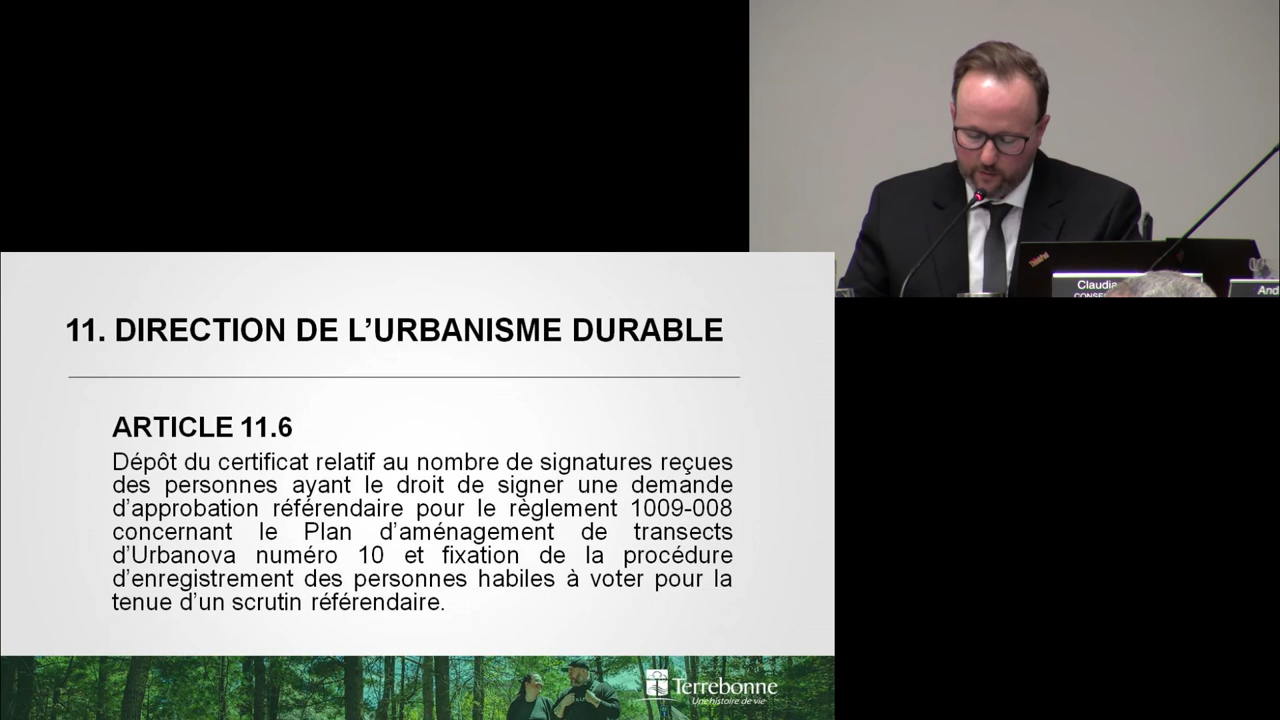 ThinkPad
Claudia
And
11. DIRECTION DE L’URBANISME DURABLE
ARTICLE 11.6
Dépôt du certificat relatif au nombre de signatures reçues
des personnes ayant le droit de signer une demande
d’approbation référendaire pour le règlement 1009-008
concernant le Plan d’aménagement de transects
d’Urbanova numéro 10 et fixation de la procédure
d’enregistrement des personnes habiles à voter pour la
tenue d’un scrutin référendaire.
Terrebonne
Une histoire de vie